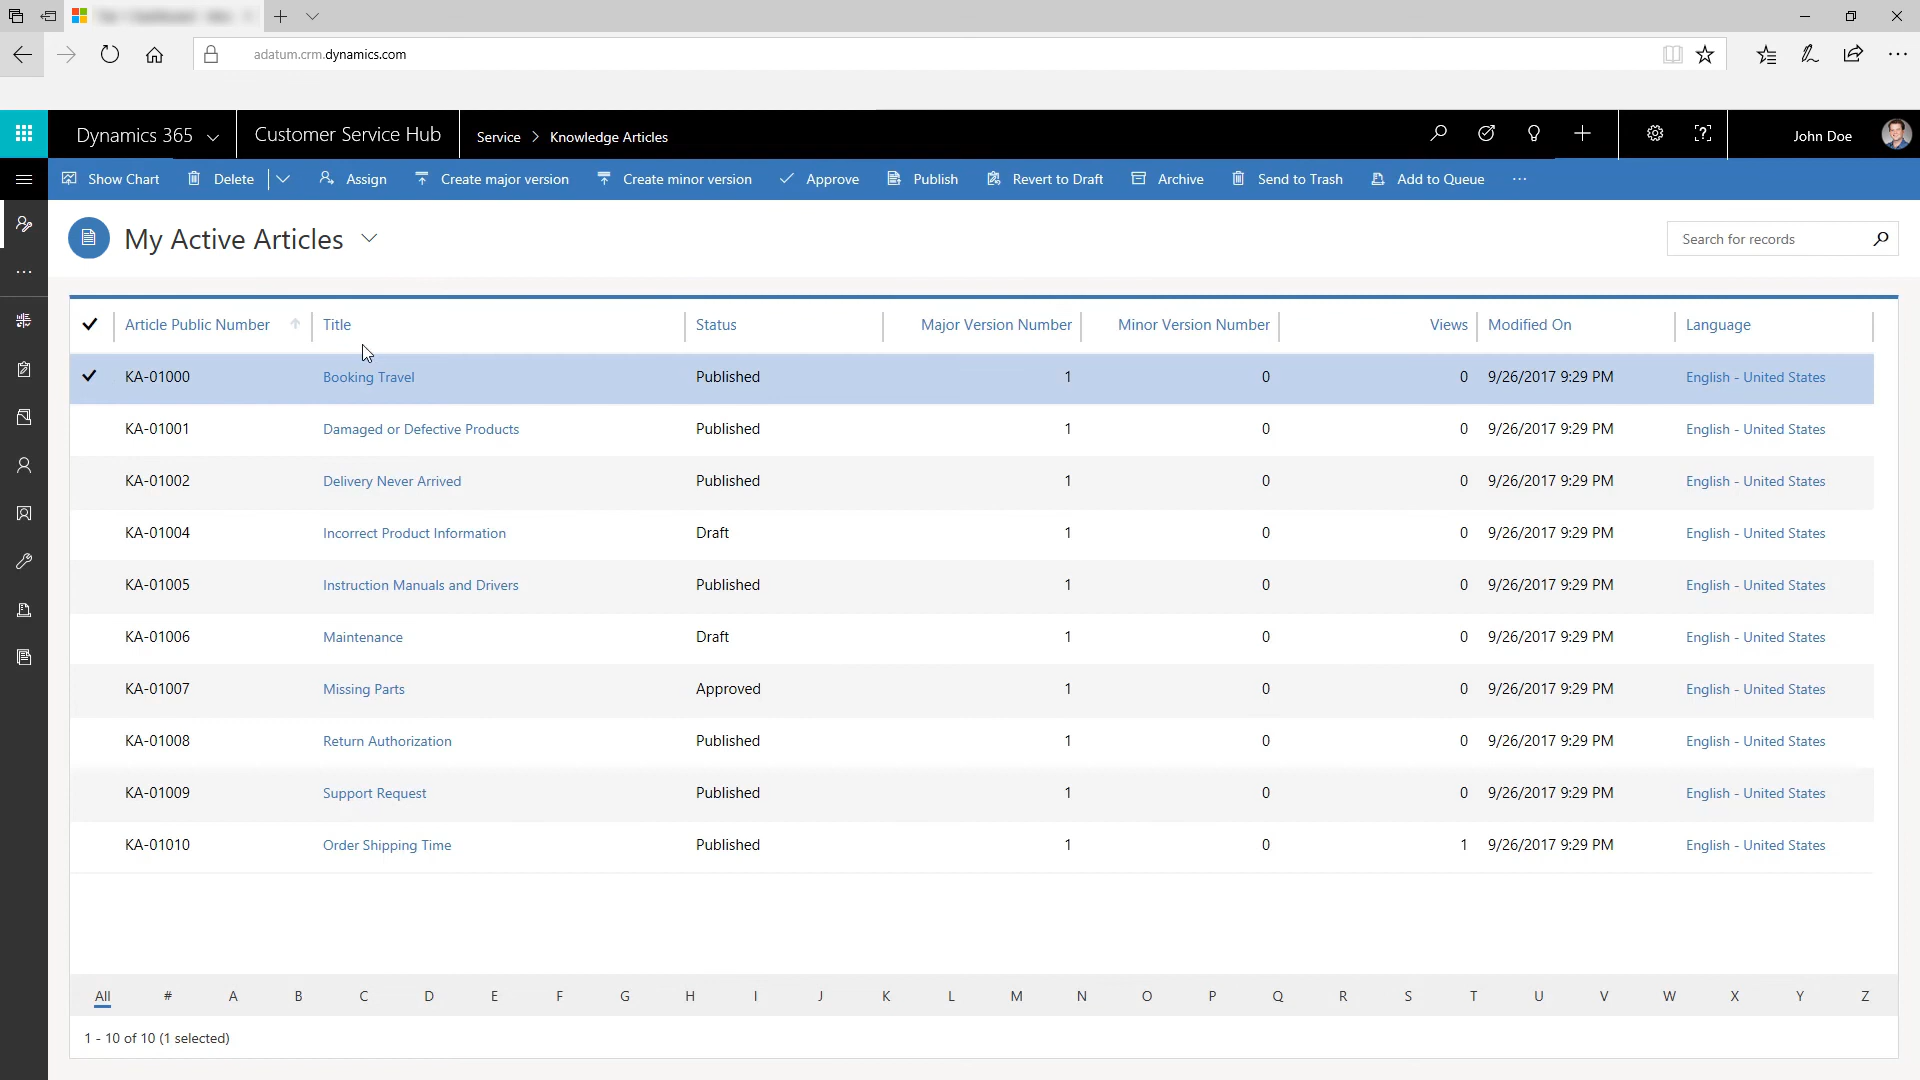 adatum.crm.dynamics.com
Dynamics 365 Customer Service Hub Service > Knowledge Articles John Doe
Show Chart Delete Assign Create major version Create minor version Approve Publish Revert to Draft Archive Send to Trash Add to Queue ...
My Active Articles Search for records
Article Public Number Title Status Major Version Number Minor Version Number Views Modified On Language
KA-01000 Booking Travel Published 1 0 0 9/26/2017 9:29 PM English - United States
KA-01001 Damaged or Defective Products Published 1 0 0 9/26/2017 9:29 PM English - United States
KA-01002 Delivery Never Arrived Published 1 0 0 9/26/2017 9:29 PM English - United States
KA-01004 Incorrect Product Information Draft 1 0 0 9/26/2017 9:29 PM English - United States
KA-01005 Instruction Manuals and Drivers Published 1 0 0 9/26/2017 9:29 PM English - United States
KA-01006 Maintenance Draft 1 0 0 9/26/2017 9:29 PM English - United States
KA-01007 Missing Parts Approved 1 0 0 9/26/2017 9:29 PM English - United States
KA-01008 Return Authorization Published 1 0 0 9/26/2017 9:29 PM English - United States
KA-01009 Support Request Published 1 0 0 9/26/2017 9:29 PM English - United States
KA-01010 Order Shipping Time Published 1 0 1 9/26/2017 9:29 PM English - United States
All # A B C D E F G H I J K L M N O P Q R S T U V W X Y Z
1 - 10 of 10 (1 selected)